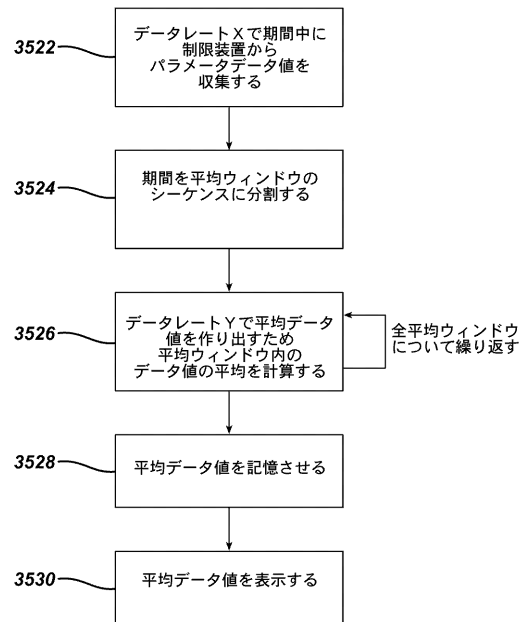 3522
データレートXで期間中に
制限装置から
パラメータデータ値を
収集する
3524
期間を平均ウィンドウの
シーケンスに分割する
3526
データレートYで平均データ
値を作り出すため
平均ウィンドウ内の
データ値の平均を計算する
全平均ウィンドウ
について繰り返す
3528
平均データ値を記憶させる
3530
平均データ値を表示する